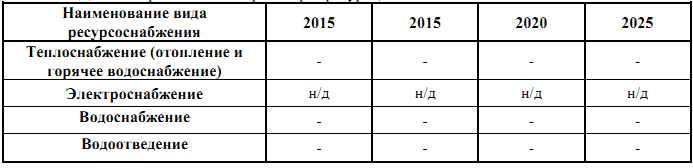 Наименование вида ресурсоснабжения 2015 2015 2020 2025
Теплоснабжение (отопление и горячее водоснабжение) - - - -
Электроснабжение н/д н/д н/д н/д
Водоснабжение - - - -
Водоотведение - - - -